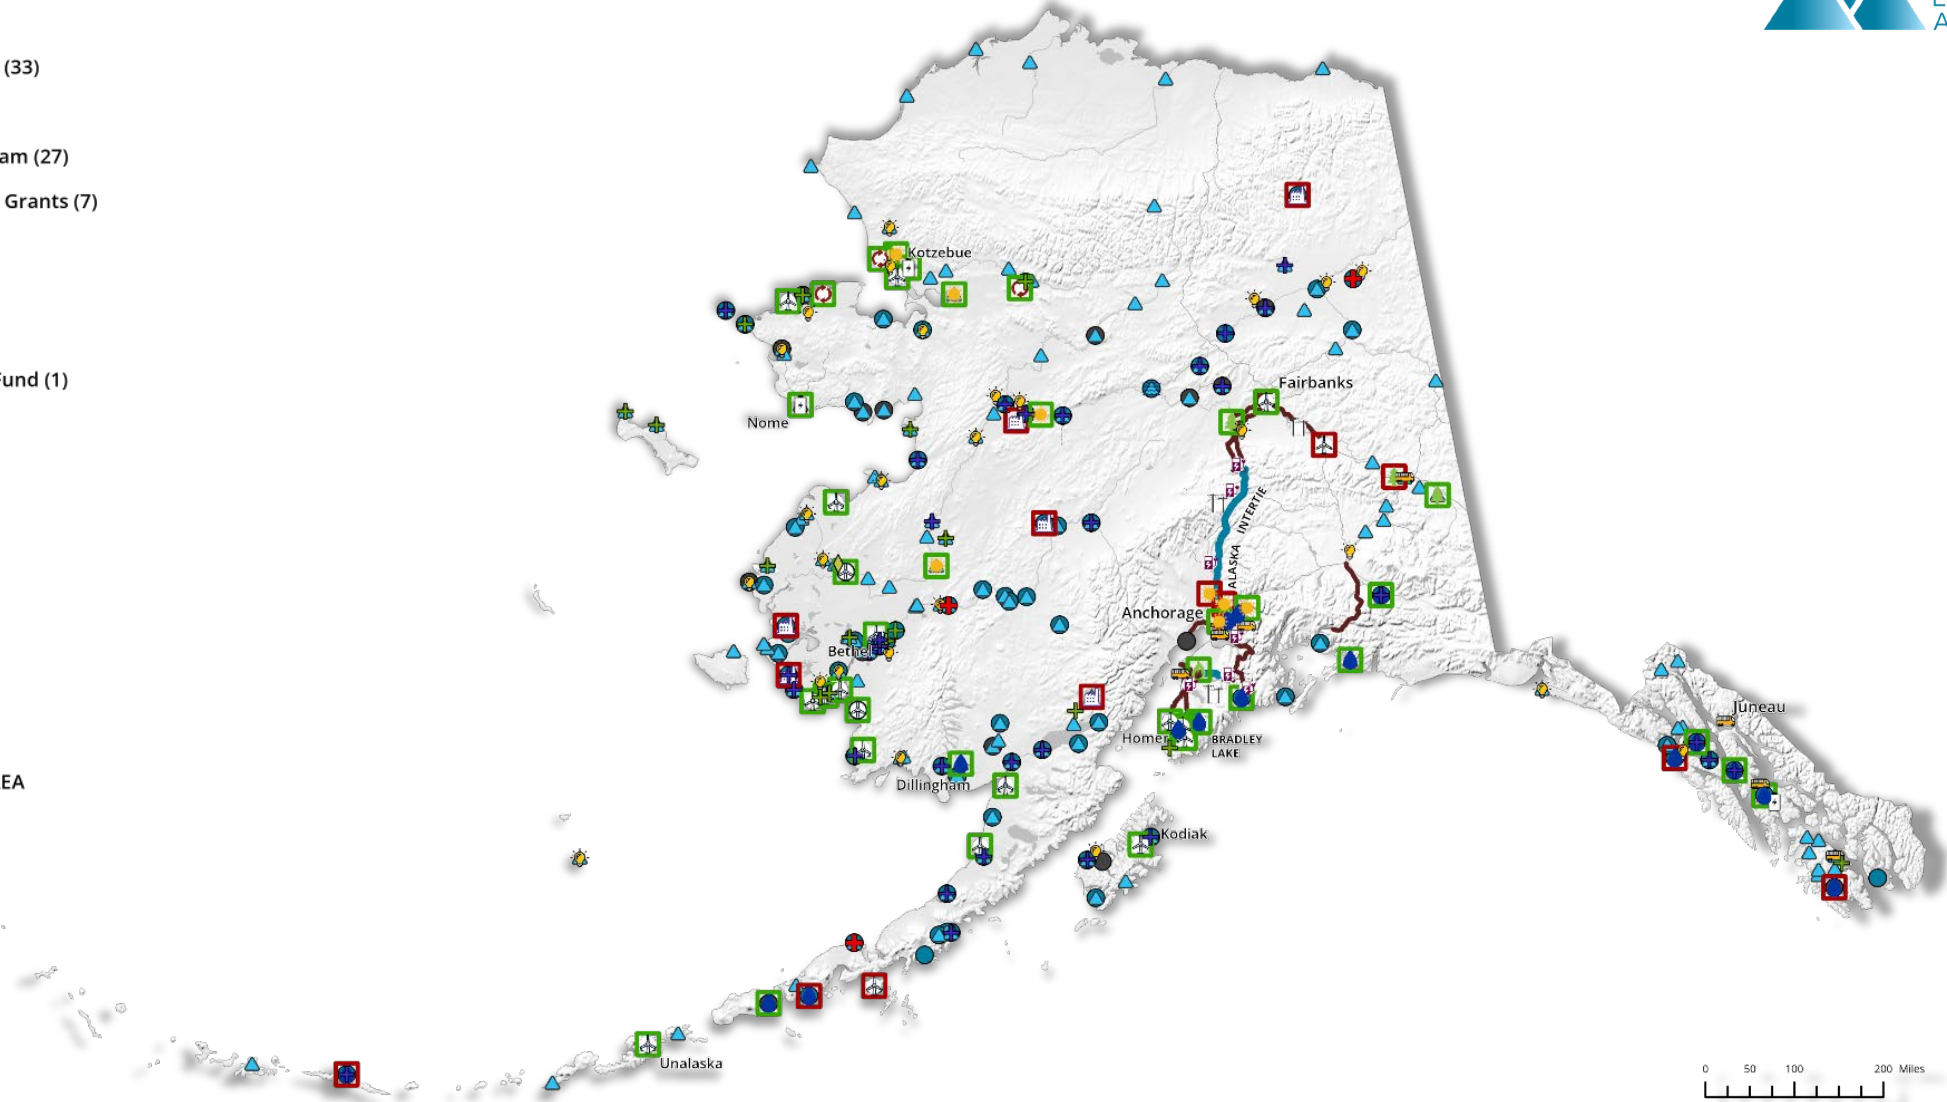 (33)
am (27)
Grants (7)
Fund (1)
EA
Kotzebue
Fairbanks
Nome
ALASKA INTERTIE
Anchorage
Bethel
Juneau
Homer
BRADLEY
LAKE
Dillingham
Kodiak
Unalaska
0 50 100 200 Miles